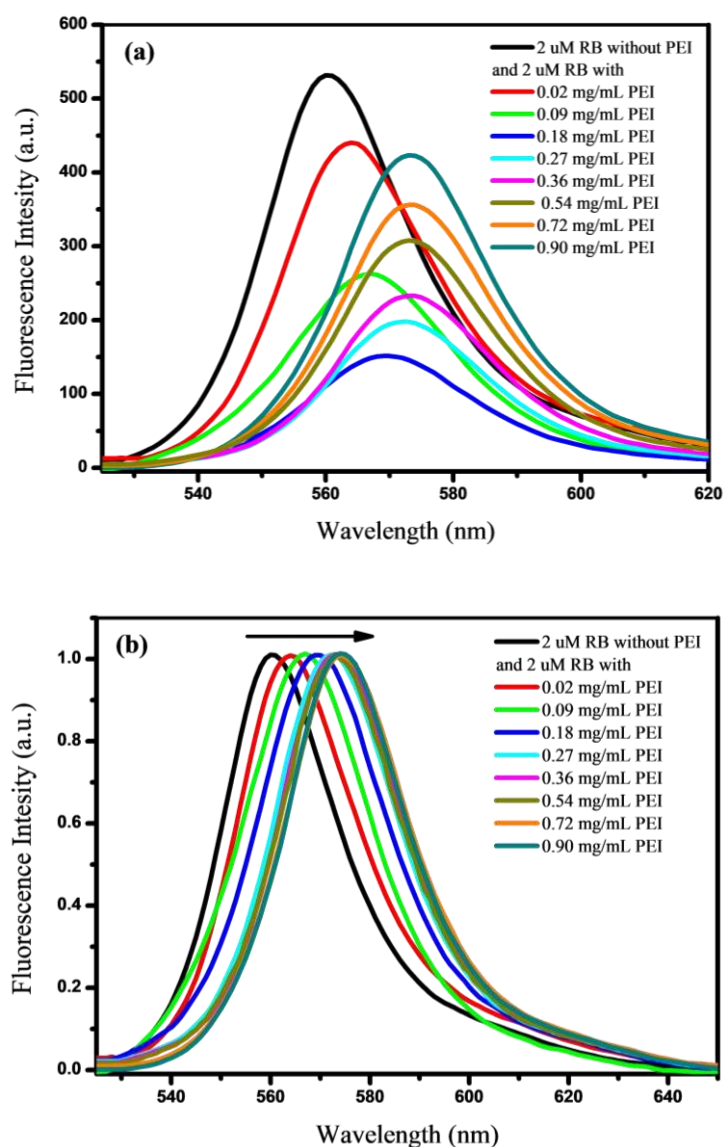 (a)
600
500
400
300
200
100
0
Fluorescence Intesity (a.u.)
2 uM RB without PEI
and 2 uM RB with
0.02 mg/mL PEI
0.09 mg/mL PEI
0.18 mg/mL PEI
0.27 mg/mL PEI
0.36 mg/mL PEI
0.54 mg/mL PEI
0.72 mg/mL PEI
0.90 mg/mL PEI
540 560 580 600 620
Wavelength (nm)
(b)
1.0
0.8
0.6
0.4
0.2
0.0
Fluorescence Intesity (a.u.)
2 uM RB without PEI
and 2 uM RB with
0.02 mg/mL PEI
0.09 mg/mL PEI
0.18 mg/mL PEI
0.27 mg/mL PEI
0.36 mg/mL PEI
0.54 mg/mL PEI
0.72 mg/mL PEI
0.90 mg/mL PEI
540 560 580 600 620 640
Wavelength (nm)